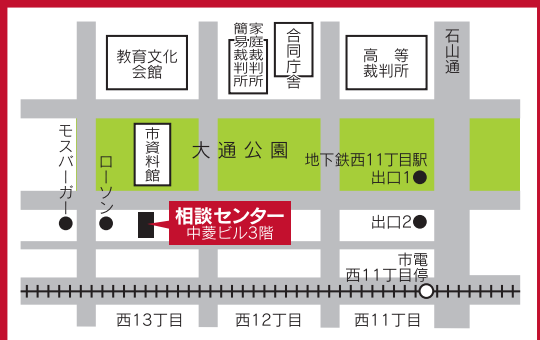 教育文化
会館
簡易裁判所
家庭裁判所
合同庁舎
高　等
裁判所
石山通
モスバーガー
ローソン
市資料館
大通公園
地下鉄西11丁目駅
出口1
相談センター
中菱ビル3階
出口2
市電
西11丁目停
西13丁目
西12丁目
西11丁目